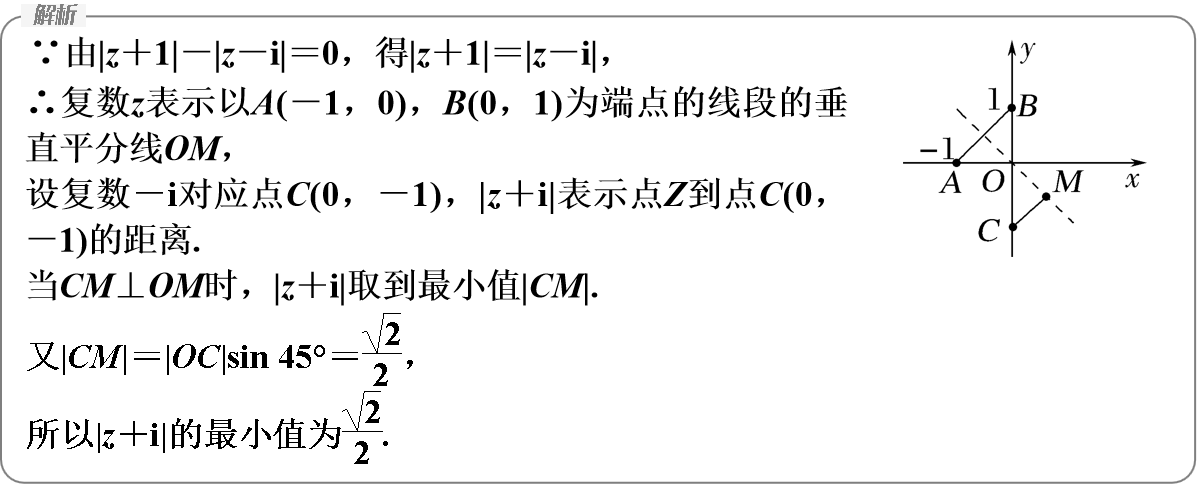 解析
∵由|z+1|-|z-i|=0，得|z+1|=|z-i|，
∴复数z表示以A(-1，0)，B(0，1)为端点的线段的垂
直平分线OM，
设复数-i对应点C(0，-1)，|z+i|表示点Z到点C(0，
-1)的距离.
当CM⊥OM时，|z+i|取到最小值|CM|.
又|CM|=|OC|sin 45°=√2/2，
所以|z+i|的最小值为√2/2.
y
1 B
-1
A O M x
C